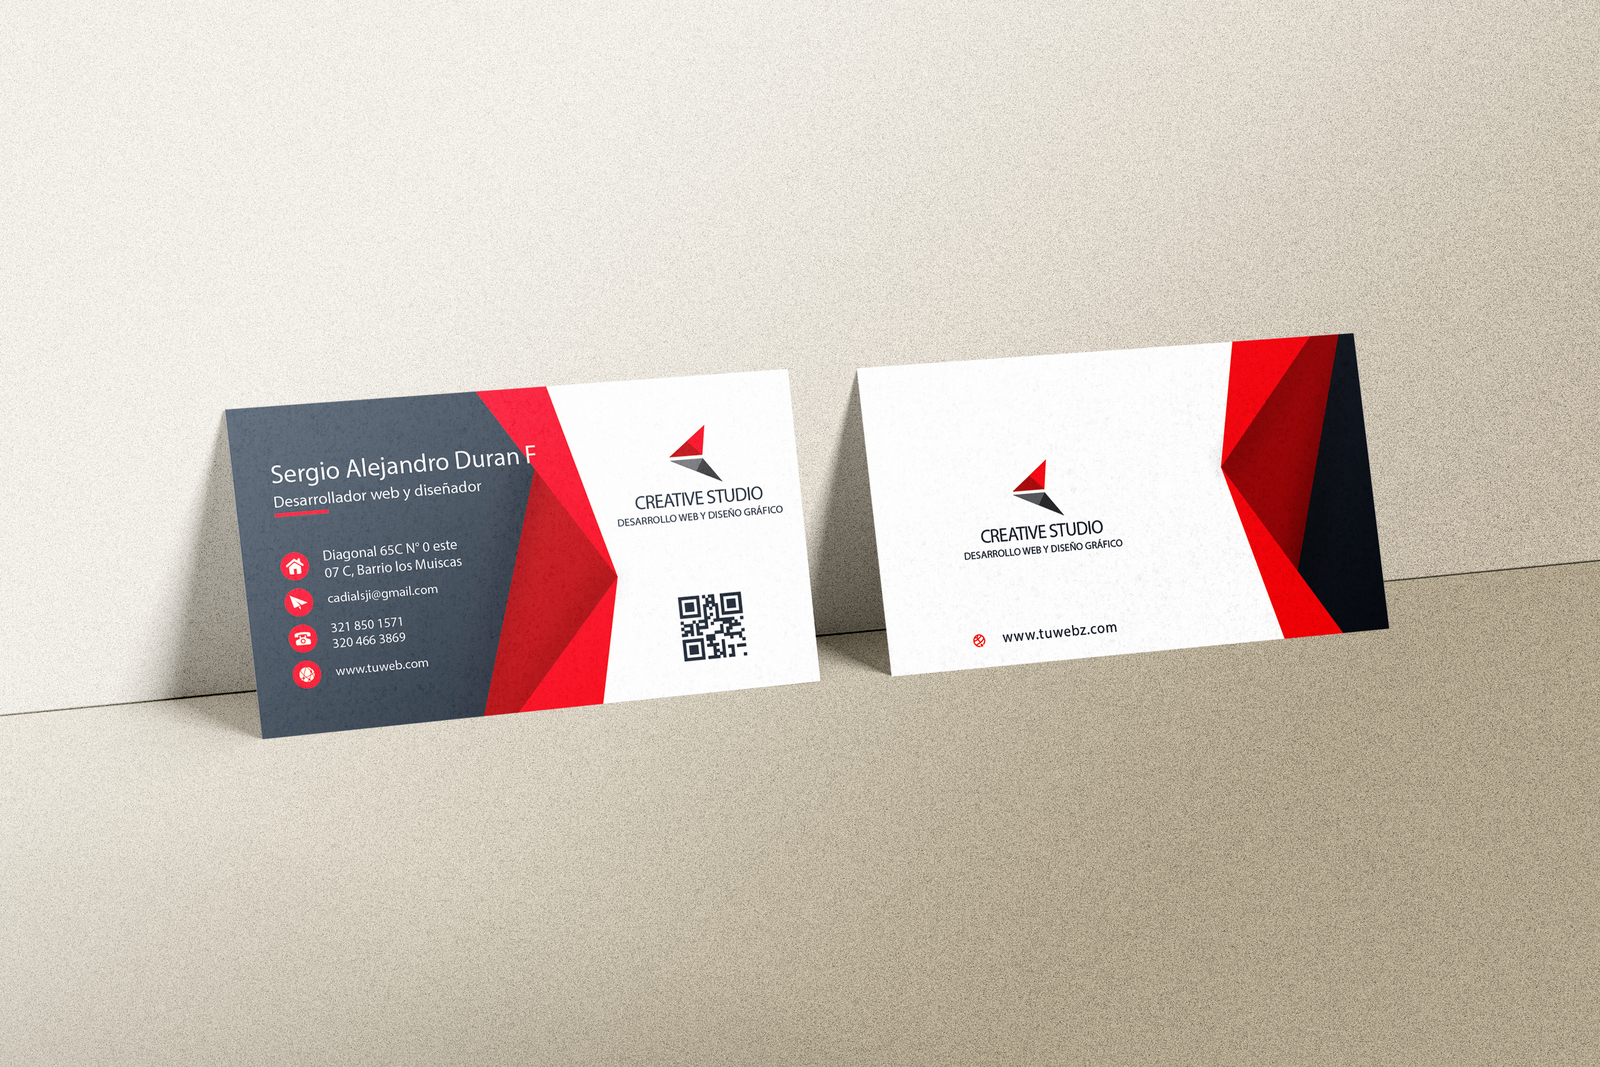 Sergio Alejandro Duran F
Desarrollador web y diseñador
Diagonal 65C N° 0 este
07 C, Barrio los Muiscas
cadialsji@gmail.com
321 850 1571
320 466 3869
www.tuweb.com
CREATIVE STUDIO
DESARROLLO WEB Y DISEÑO GRÁFICO
CREATIVE STUDIO
DESARROLLO WEB Y DISEÑO GRÁFICO
www.tuwebz.com